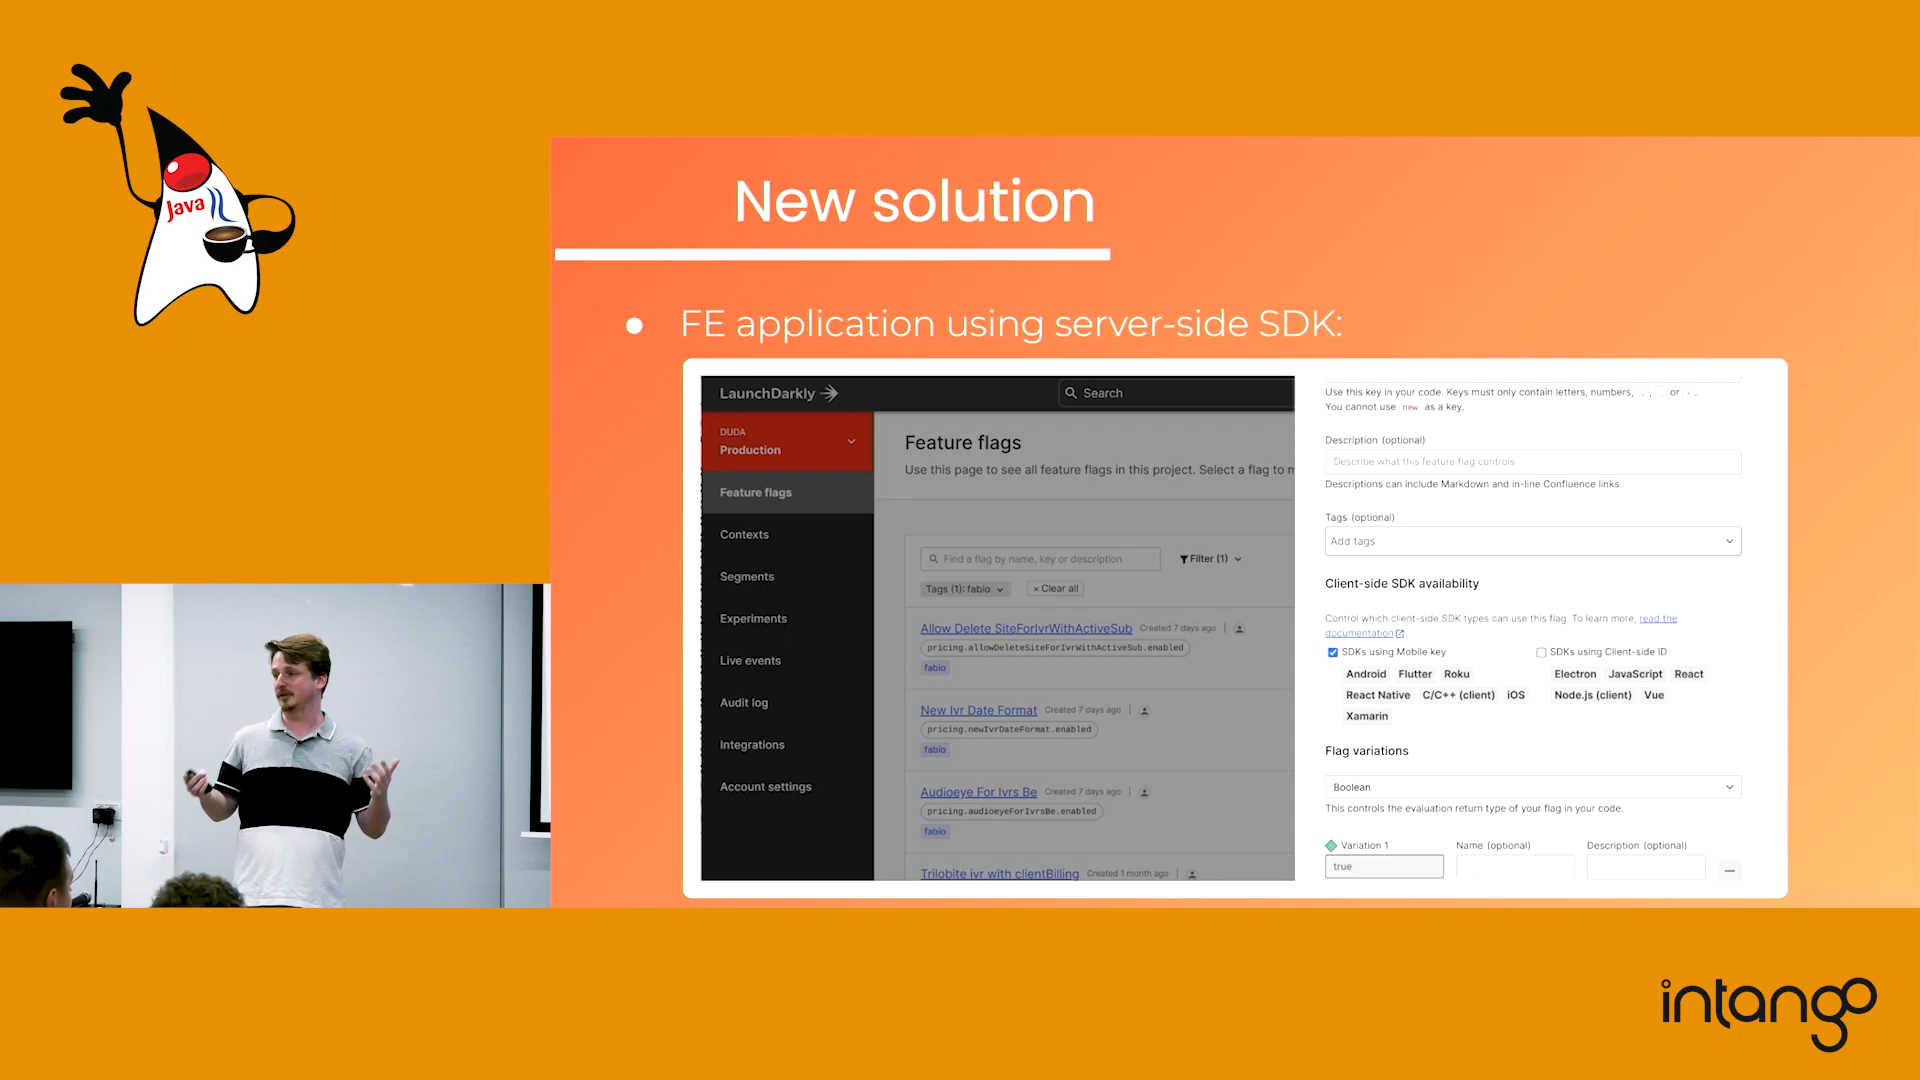 Java
New solution
FE application using server-side SDK:
LaunchDarkly
Search
DUDA
Production
Feature flags
Contexts
Segments
Experiments
Live events
Audit log
Integrations
Account settings
Feature flags
Use this page to see all feature flags in this project. Select a flag to
Find a flag by name, key or description
Filter (1)
Tags (1): fabio
× Clear all
Allow Delete SiteForIvrWithActiveSub Created 7 days ago
pricing.allowDeleteSiteForIvrWithActiveSub.enabled
fabio
New Ivr Date Format Created 7 days ago
pricing.newIvrDateFormat.enabled
fabio
Audioeye For Ivrs Be Created 7 days ago
pricing.audioeyeForIvrsBe.enabled
fabio
Trilobite ivr with clientBilling Created 1 month ago
Use this key in your code. Keys must only contain letters, numbers, ., _ or -.
You cannot use new as a key.
Description (optional)
Describe what this feature flag controls
Descriptions can include Markdown and in-line Confluence links.
Tags (optional)
Add tags
Client-side SDK availability
Control which client-side SDK types can use this flag. To learn more, read the
documentation
SDKs using Mobile key
Android Flutter Roku
React Native C/C++ (client) iOS
Xamarin
SDKs using Client-side ID
Electron JavaScript React
Node.js (client) Vue
Flag variations
Boolean
This controls the evaluation return type of your flag in your code.
Variation 1 Name (optional) Description (optional)
true
intango